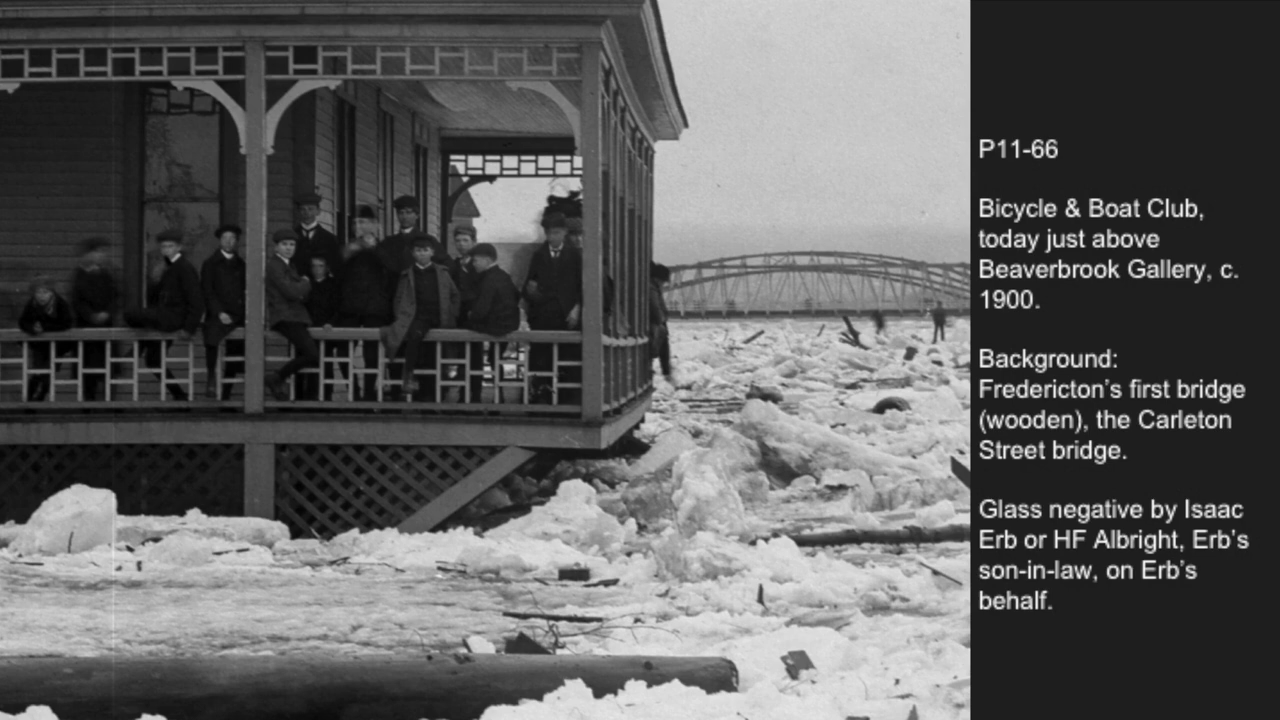 P11-66
Bicycle & Boat Club,
today just above
Beaverbrook Gallery, c.
1900.
Background:
Fredericton's first bridge
(wooden), the Carleton
Street bridge.
Glass negative by Isaac
Erb or HF Albright, Erb's
son-in-law, on Erb's
behalf.